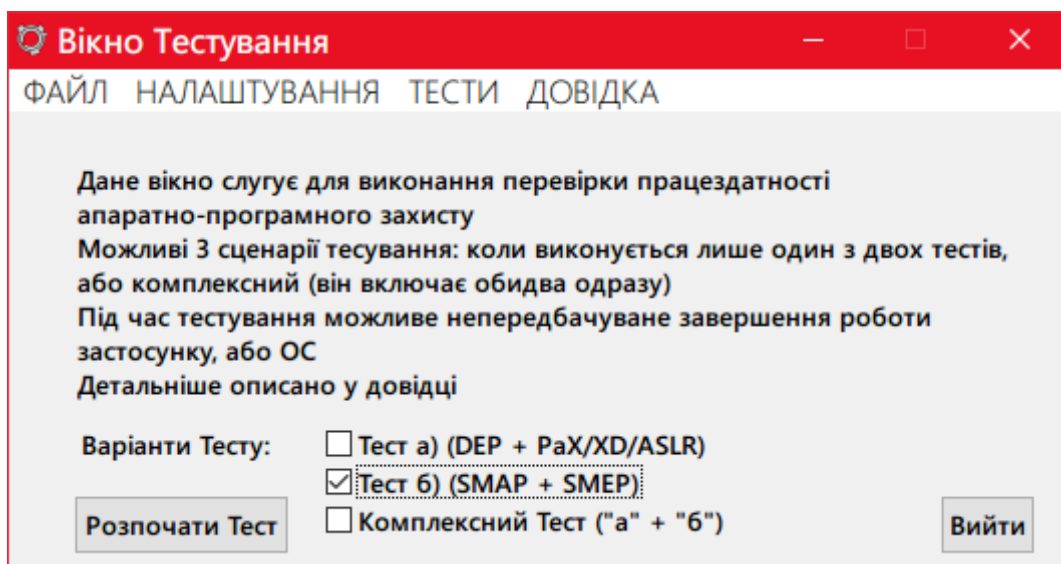 Вікно Тестування
ФАЙЛ НАЛАШТУВАННЯ ТЕСТИ ДОВІДКА
Дане вікно слугує для виконання перевірки працездатності
апаратно-програмного захисту
Можливі 3 сценарії тесування: коли виконується лише один з двох тестів,
або комплексний (він включає обидва одразу)
Під час тестування можливе непередбачуване завершення роботи
застосунку, або ОС
Детальніше описано у довідці
Варіанти Тесту:
Тест а) (DEP + PaX/XD/ASLR)
Тест б) (SMAP + SMEP)
Комплексний Тест ("а" + "б")
Розпочати Тест
Вийти